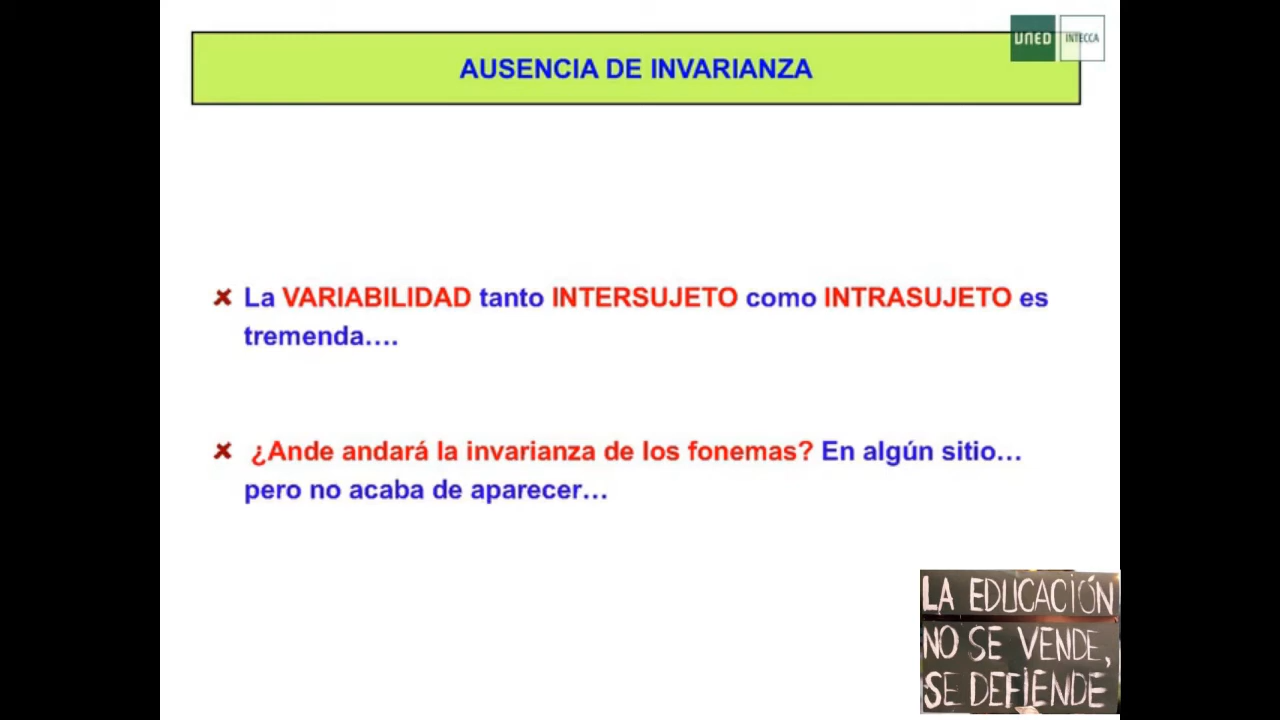 UNED INTECCA
AUSENCIA DE INVARIANZA
La VARIABILIDAD tanto INTERSUJETO como INTRASUJETO es
tremenda….
¿Ande andará la invarianza de los fonemas? En algún sitio…
pero no acaba de aparecer…
LA EDUCACIÓN
NO SE VENDE,
SE DEFIENDE